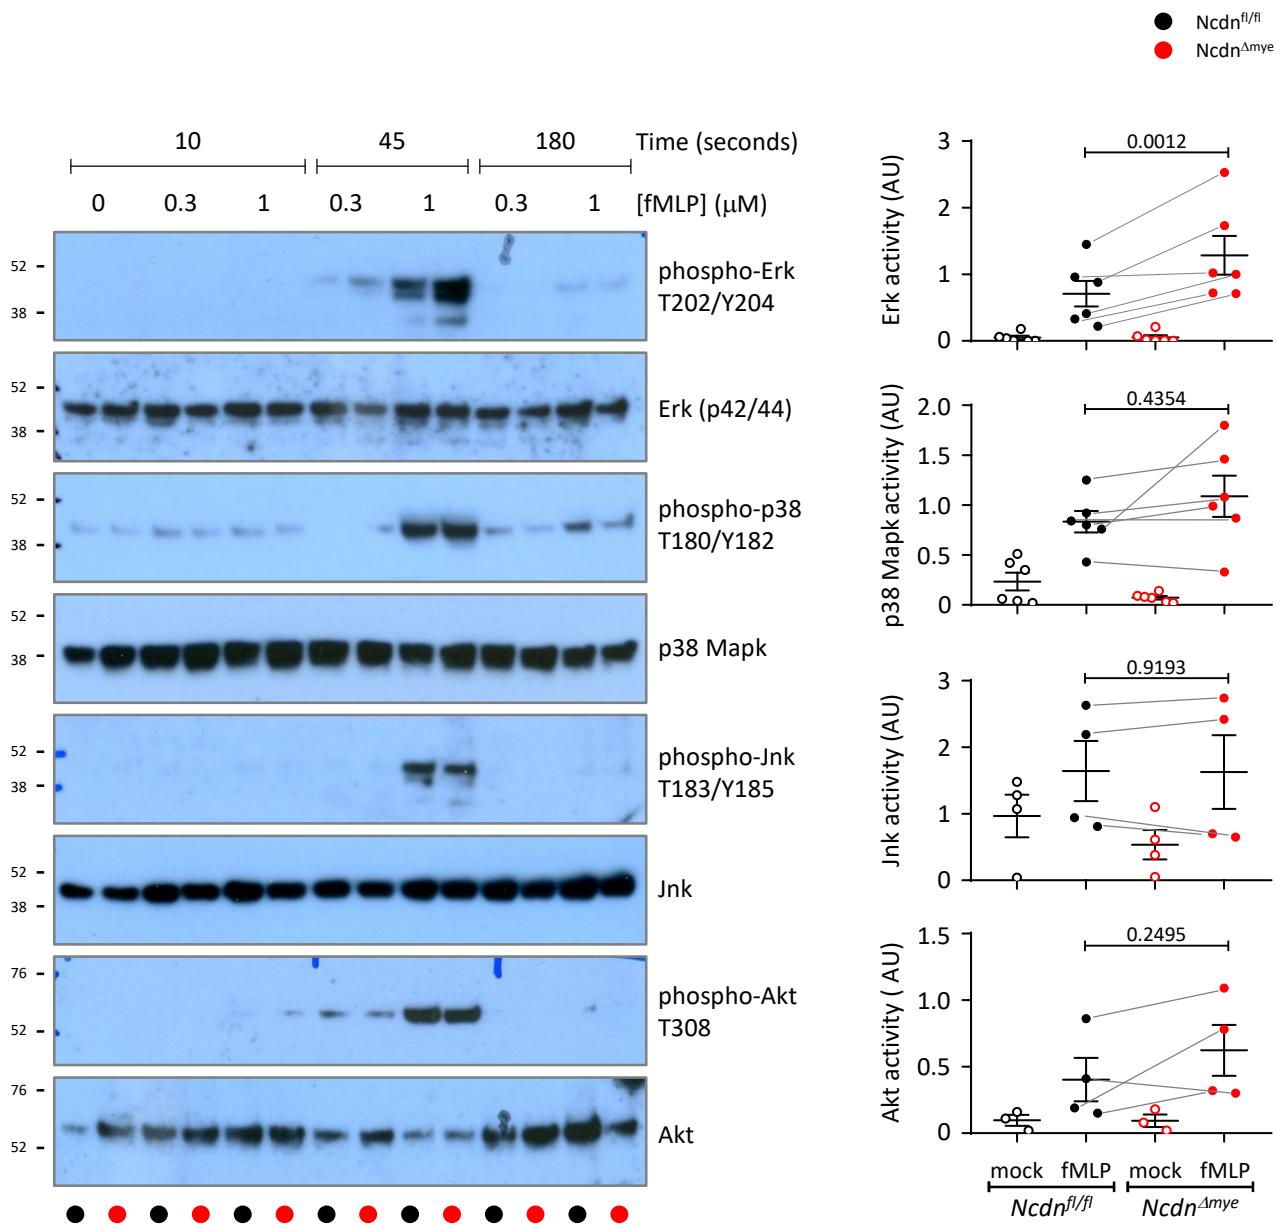 Ncdn^fl/fl
Ncdn^Δmye
10 45 180 Time (seconds)
0 0.3 1 0.3 1 0.3 1 [fMLP] (μM)
52
38
phospho-Erk
T202/Y204
52
38
Erk (p42/44)
52
38
phospho-p38
T180/Y182
52
38
p38 Mapk
52
38
phospho-Jnk
T183/Y185
52
38
Jnk
76
52
phospho-Akt
T308
76
52
Akt
Erk activity (AU)
3
2
1
0
0.0012
p38 Mapk activity (AU)
2.0
1.5
1.0
0.5
0
0.4354
Jnk activity (AU)
3
2
1
0
0.9193
Akt activity ( AU)
1.5
1.0
0.5
0
0.2495
mock fMLP mock fMLP
Ncdn^fl/fl Ncdn^Δmye